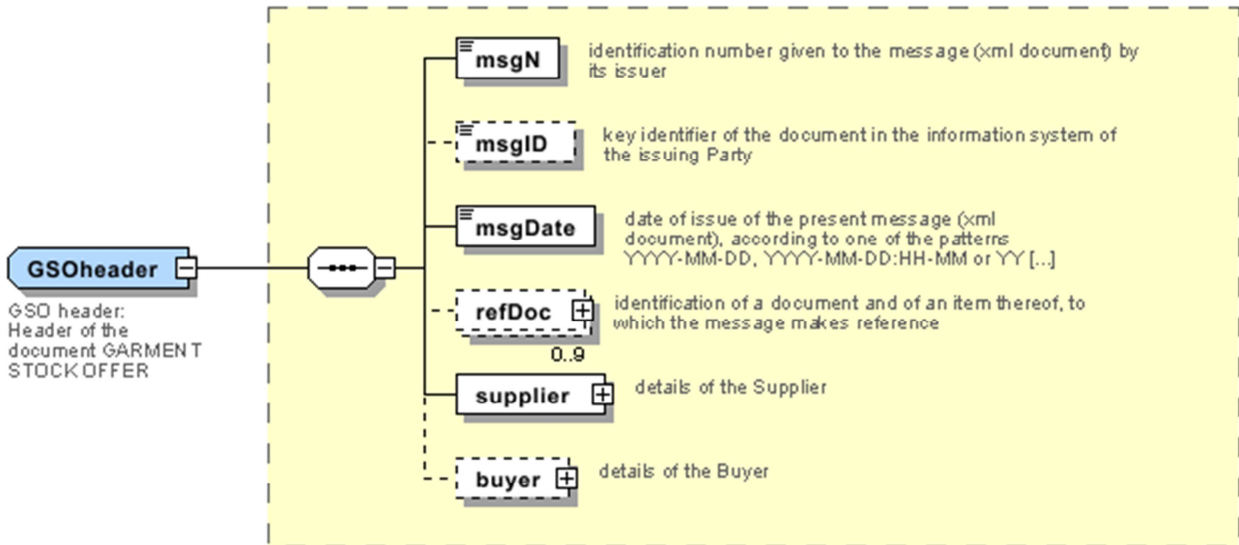 msgN
identification number given to the message (xml document) by
its issuer
msgID
key identifier of the document in the information system of
the issuing Party
msgDate
date of issue of the present message (xml
document), according to one of the patterns
YYYY-MM-DD, YYYY-MM-DD:HH-MM or YY [...]
GSOheader
GSO header:
Header of the
document GARMENT
STOCK OFFER
refDoc
identification of a document and of an item thereof, to
which the message makes reference
0..9
supplier
details of the Supplier
buyer
details of the Buyer